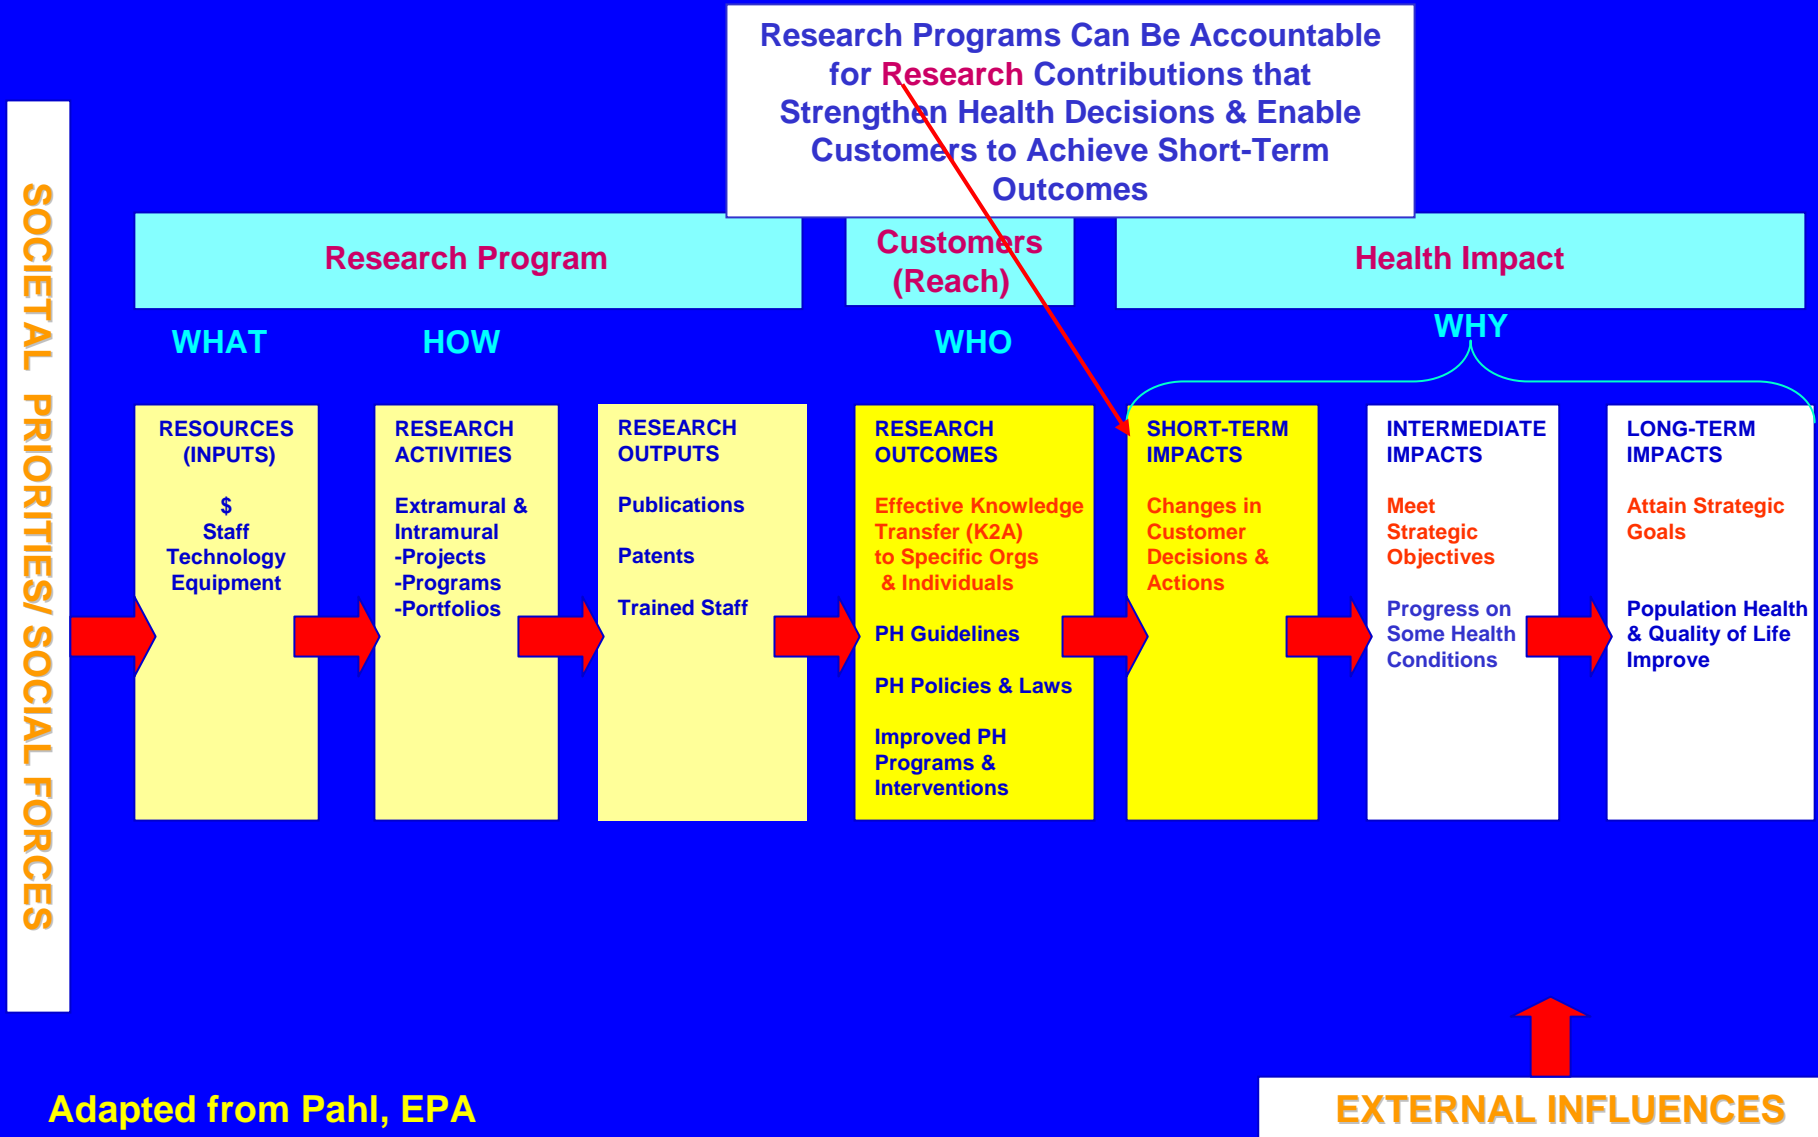 Research Programs Can Be Accountable
for Research Contributions that
Strengthen Health Decisions & Enable
Customers to Achieve Short-Term
Outcomes
SOCIETAL PRIORITIES/ SOCIAL FORCES
Research Program
Customers
(Reach)
Health Impact
WHAT
HOW
WHO
WHY
RESOURCES
(INPUTS)
$
Staff
Technology
Equipment
RESEARCH
ACTIVITIES
Extramural &
Intramural
-Projects
-Programs
-Portfolios
RESEARCH
OUTPUTS
Publications
Patents
Trained Staff
RESEARCH
OUTCOMES
Effective Knowledge
Transfer (K2A)
to Specific Orgs
& Individuals
PH Guidelines
PH Policies & Laws
Improved PH
Programs &
Interventions
SHORT-TERM
IMPACTS
Changes in
Customer
Decisions &
Actions
INTERMEDIATE
IMPACTS
Meet
Strategic
Objectives
Progress on
Some Health
Conditions
LONG-TERM
IMPACTS
Attain Strategic
Goals
Population Health
& Quality of Life
Improve
Adapted from Pahl, EPA
EXTERNAL INFLUENCES